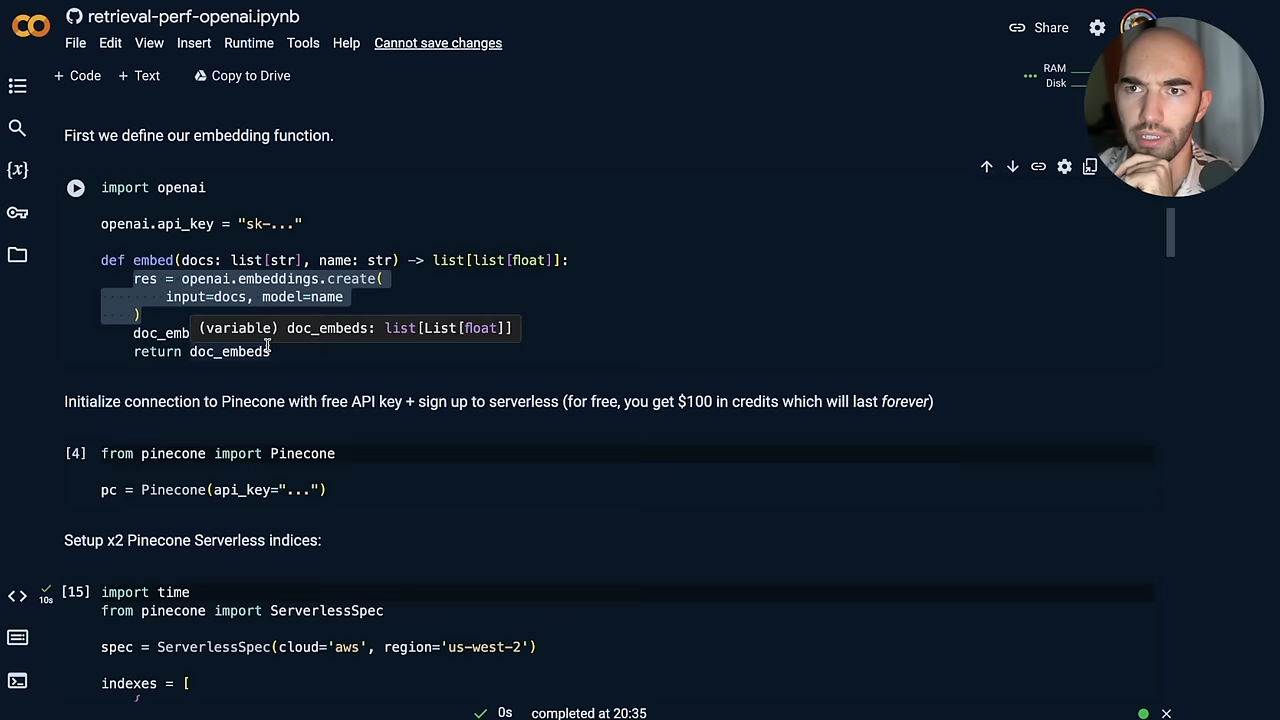 retrieval-perf-openai.ipynb
Share
File Edit View Insert Runtime Tools Help Cannot save changes
+ Code + Text Copy to Drive
RAM
Disk
First we define our embedding function.
import openai
openai.api_key = "sk-..."
def embed(docs: list[str], name: str) -> list[list[float]]:
res = openai.embeddings.create(
input=docs, model=name
)
(variable) doc_embeds: list[List[float]]
doc_emb
return doc_embeds
Initialize connection to Pinecone with free API key + sign up to serverless (for free, you get $100 in credits which will last forever)
[4] from pinecone import Pinecone
pc = Pinecone(api_key="...")
Setup x2 Pinecone Serverless indices:
10s [15] import time
from pinecone import ServerlessSpec
spec = ServerlessSpec(cloud='aws', region='us-west-2')
indexes = [
{
0s completed at 20:35